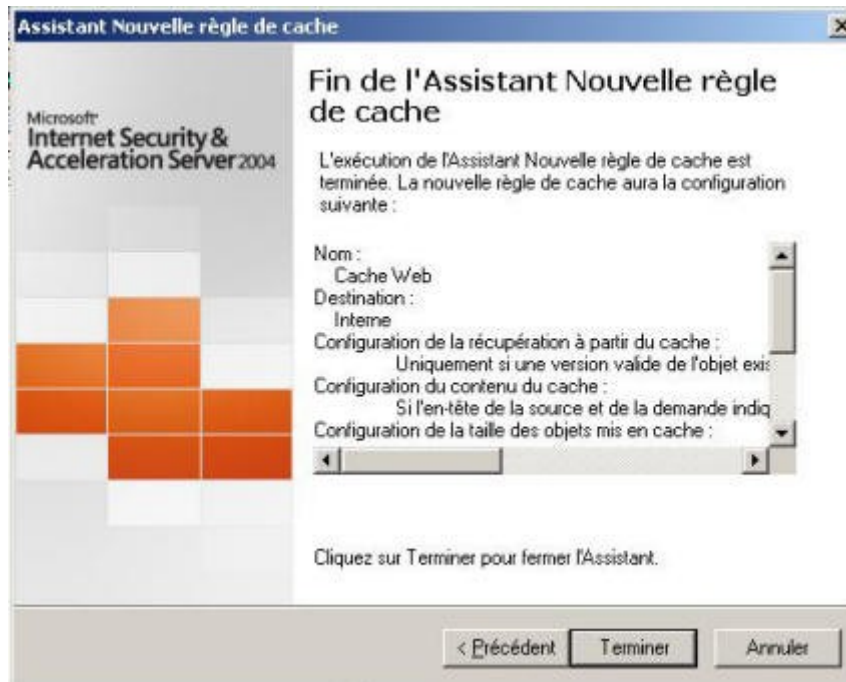 Assistant Nouvelle règle de cache
Microsoft
Internet Security &
Acceleration Server 2004
Fin de l'Assistant Nouvelle règle
de cache
L'exécution de l'Assistant Nouvelle règle de cache est
terminée. La nouvelle règle de cache aura la configuration
suivante :
Nom :
Cache Web
Destination :
Interne
Configuration de la récupération à partir du cache :
Uniquement si une version valide de l'objet exis
Configuration du contenu du cache :
Si l'en-tête de la source et de la demande indiq
Configuration de la taille des objets mis en cache :
Cliquez sur Terminer pour fermer l'Assistant.
< Précédent
Terminer
Annuler